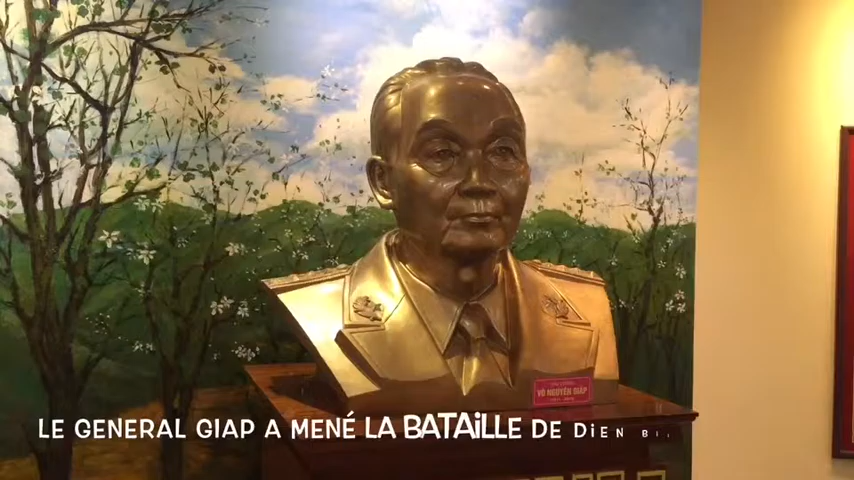 VÕ NGUYÊN GIÁP
LE GENERAL GIAP A MENÉ LA BATAiLLE DE DiEN